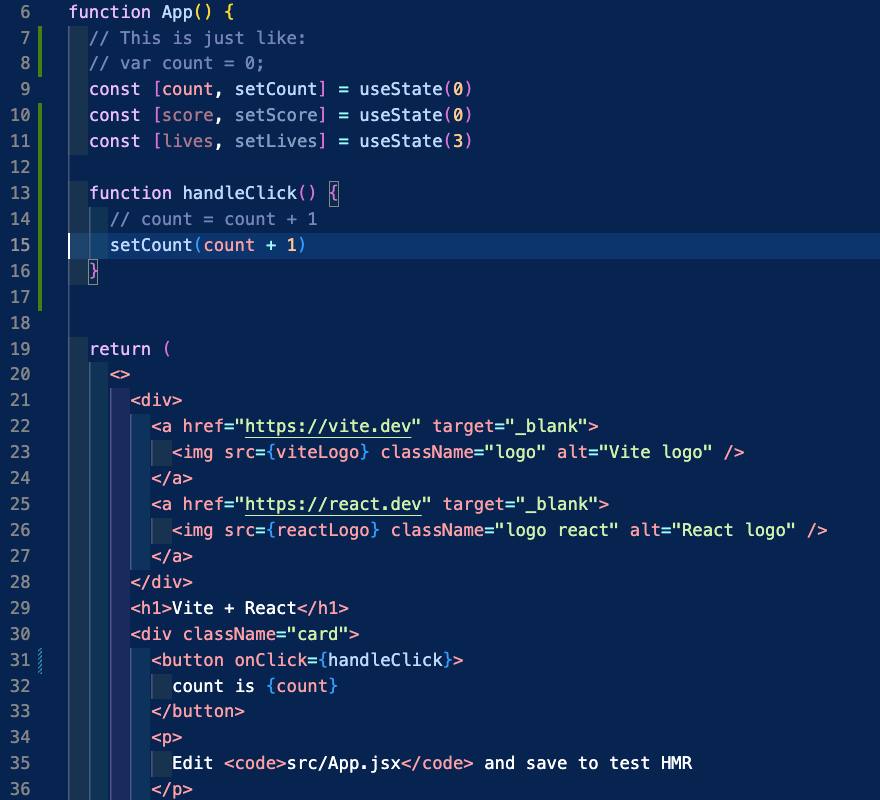 6 function App() {
7 // This is just like:
8 // var count = 0;
9 const [count, setCount] = useState(0)
10 const [score, setScore] = useState(0)
11 const [lives, setLives] = useState(3)
12
13 function handleClick() {
14 // count = count + 1
15 setCount(count + 1)
16 }
17
18
19 return (
20 <>
21 <div>
22 <a href="https://vite.dev" target="_blank">
23 <img src={viteLogo} className="logo" alt="Vite logo" />
24 </a>
25 <a href="https://react.dev" target="_blank">
26 <img src={reactLogo} className="logo react" alt="React logo" />
27 </a>
28 </div>
29 <h1>Vite + React</h1>
30 <div className="card">
31 <button onClick={handleClick}>
32 count is {count}
33 </button>
34 <p>
35 Edit <code>src/App.jsx</code> and save to test HMR
36 </p>